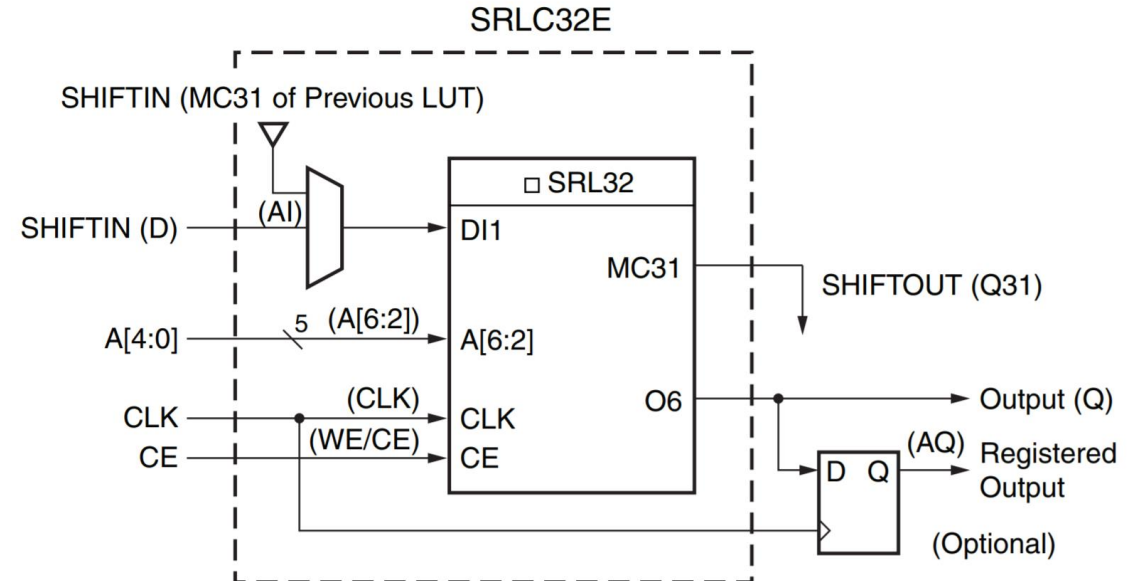 SRLC32E
SHIFTIN (MC31 of Previous LUT)
SRL32
(AI)
SHIFTIN (D)
DI1
MC31
SHIFTOUT (Q31)
5 (A[6:2])
A[4:0]
A[6:2]
(CLK)
O6
Output (Q)
CLK
CLK
(WE/CE)
(AQ)
CE
CE
Registered
Output
D Q
(Optional)